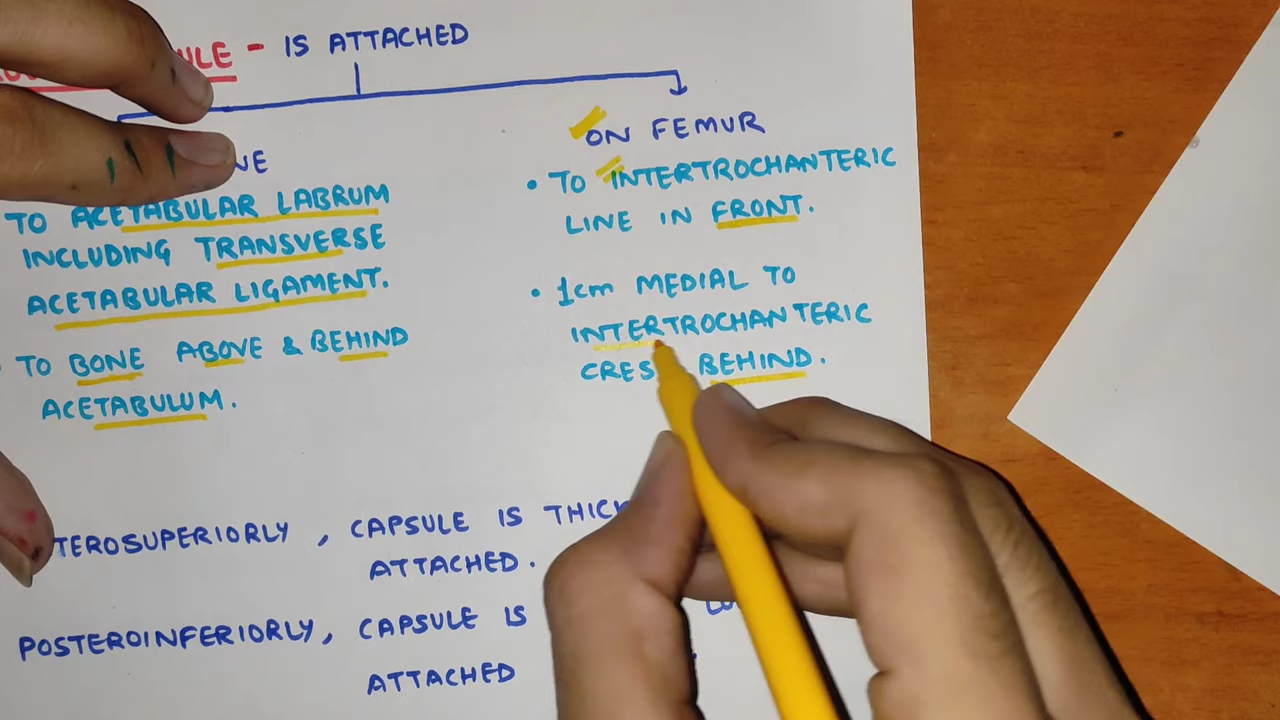 ULE - IS ATTACHED
NE
TO ACETABULAR LABRUM
INCLUDING TRANSVERSE
ACETABULAR LIGAMENT.
TO BONE ABOVE & BEHIND
ACETABULUM.
ON FEMUR
• TO INTERTROCHANTERIC
LINE IN FRONT.
• 1cm MEDIAL TO
INTERTROCHANTERIC
CRES BEHIND.
TEROSUPERIORLY, CAPSULE IS THICK
ATTACHED.
POSTEROINFERIORLY, CAPSULE IS
ATTACHED